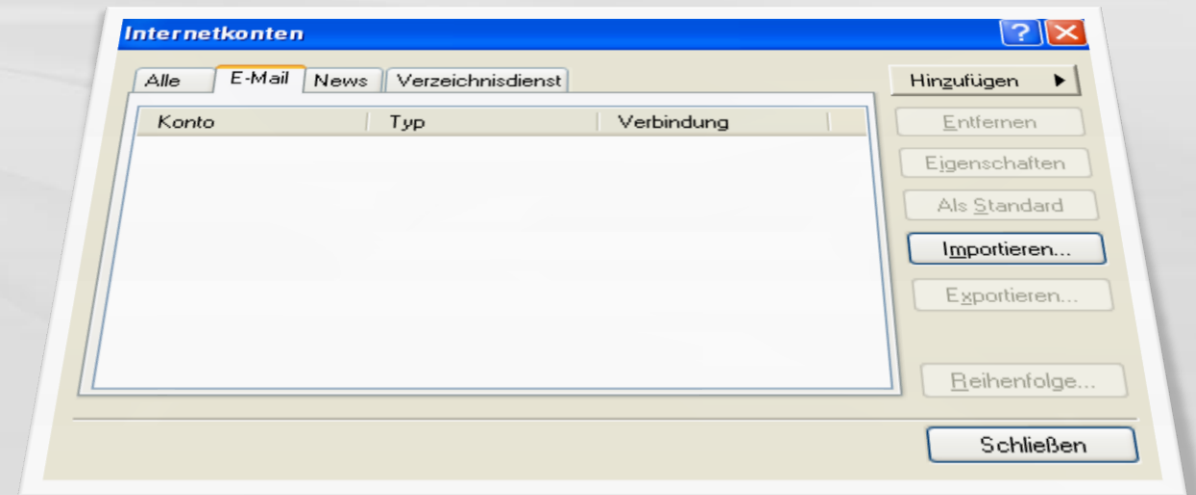 Internetkonten
Alle E-Mail News Verzeichnisdienst Hinzufügen
Konto Typ Verbindung
Entfernen
Eigenschaften
Als Standard
Importieren...
Exportieren...
Reihenfolge...
Schließen